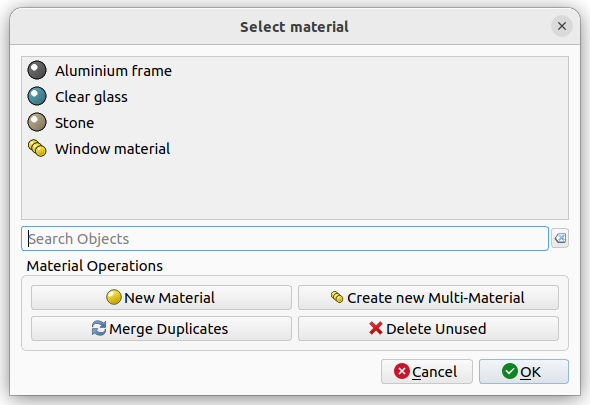 Select material
Aluminium frame
Clear glass
Stone
Window material
Search Objects
Material Operations
New Material
Create new Multi-Material
Merge Duplicates
Delete Unused
Cancel
OK